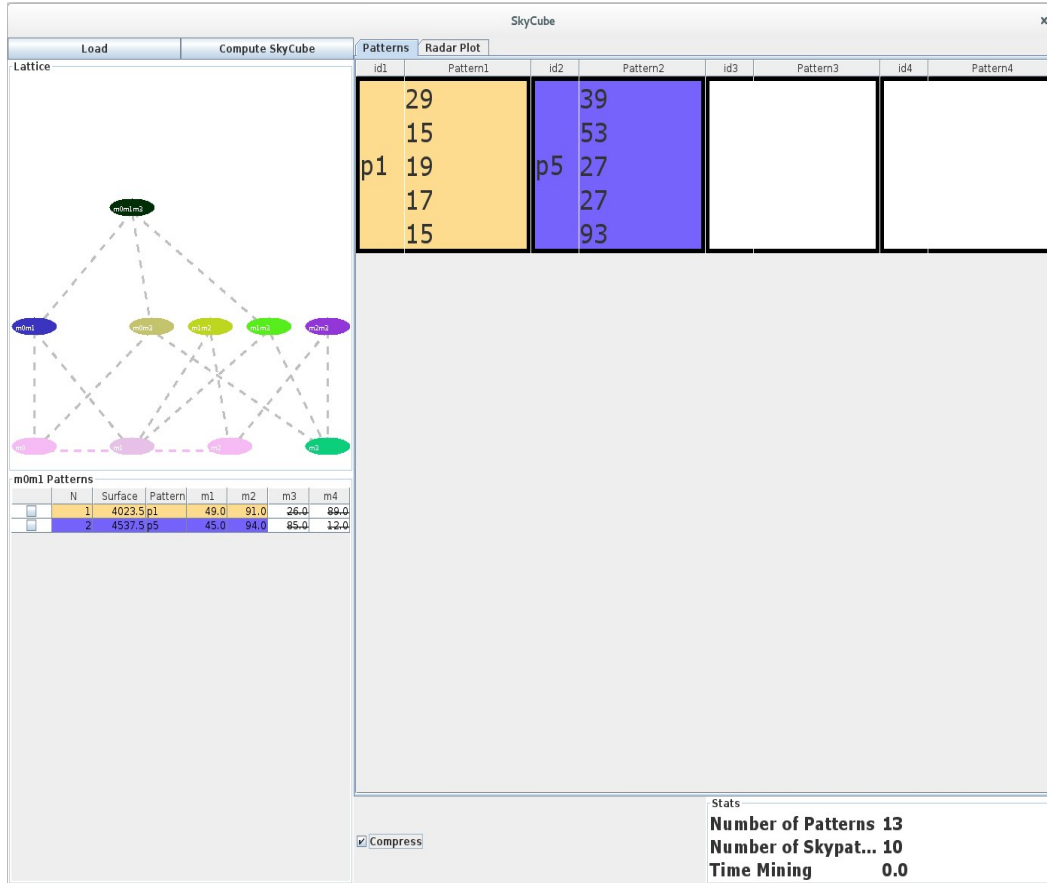 SkyCube x
Load Compute SkyCube Patterns Radar Plot
Lattice
id1 Pattern1 id2 Pattern2 id3 Pattern3 id4 Pattern4
29 39
15 53
p1 19 p5 27
17 27
15 93
m0m1m3
m0m1 m0m3 m1m2 m1m3 m2m3
m0 m1 m2 m3
m0m1 Patterns
N Surface Pattern m1 m2 m3 m4
1 4023.5 p1 49.0 91.0 26.0 89.0
2 4537.5 p5 45.0 94.0 85.0 12.0
Compress
Stats
Number of Patterns 13
Number of Skypat... 10
Time Mining 0.0